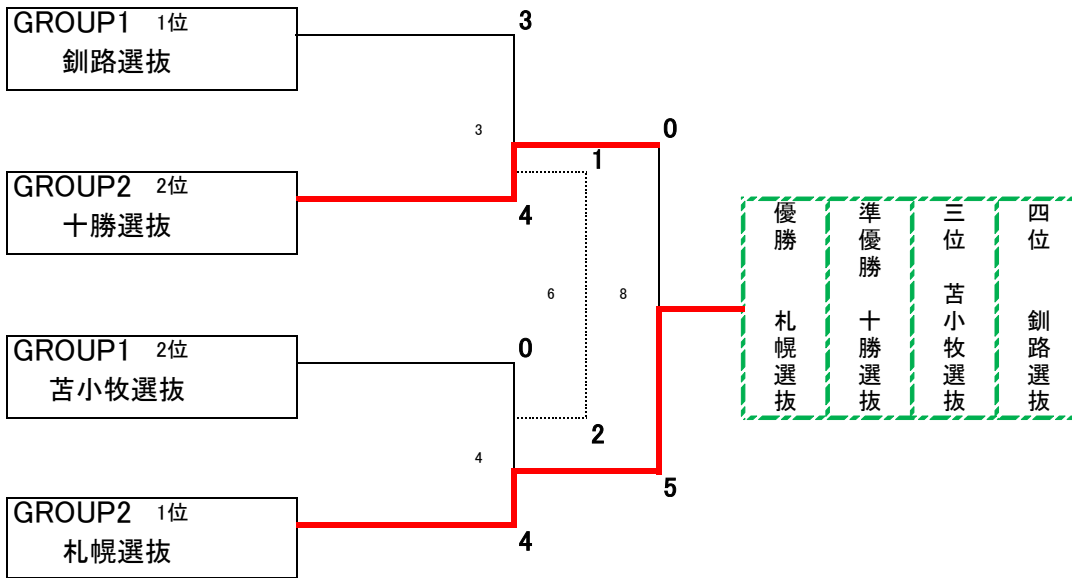 GROUP1 1位
釧路選抜
3
3
0
1
GROUP2 2位
十勝選抜
4
6
8
GROUP1 2位
苫小牧選抜
0
2
4
5
GROUP2 1位
札幌選抜
4
優勝 札幌選抜
準優勝 十勝選抜
三位 苫小牧選抜
四位 釧路選抜